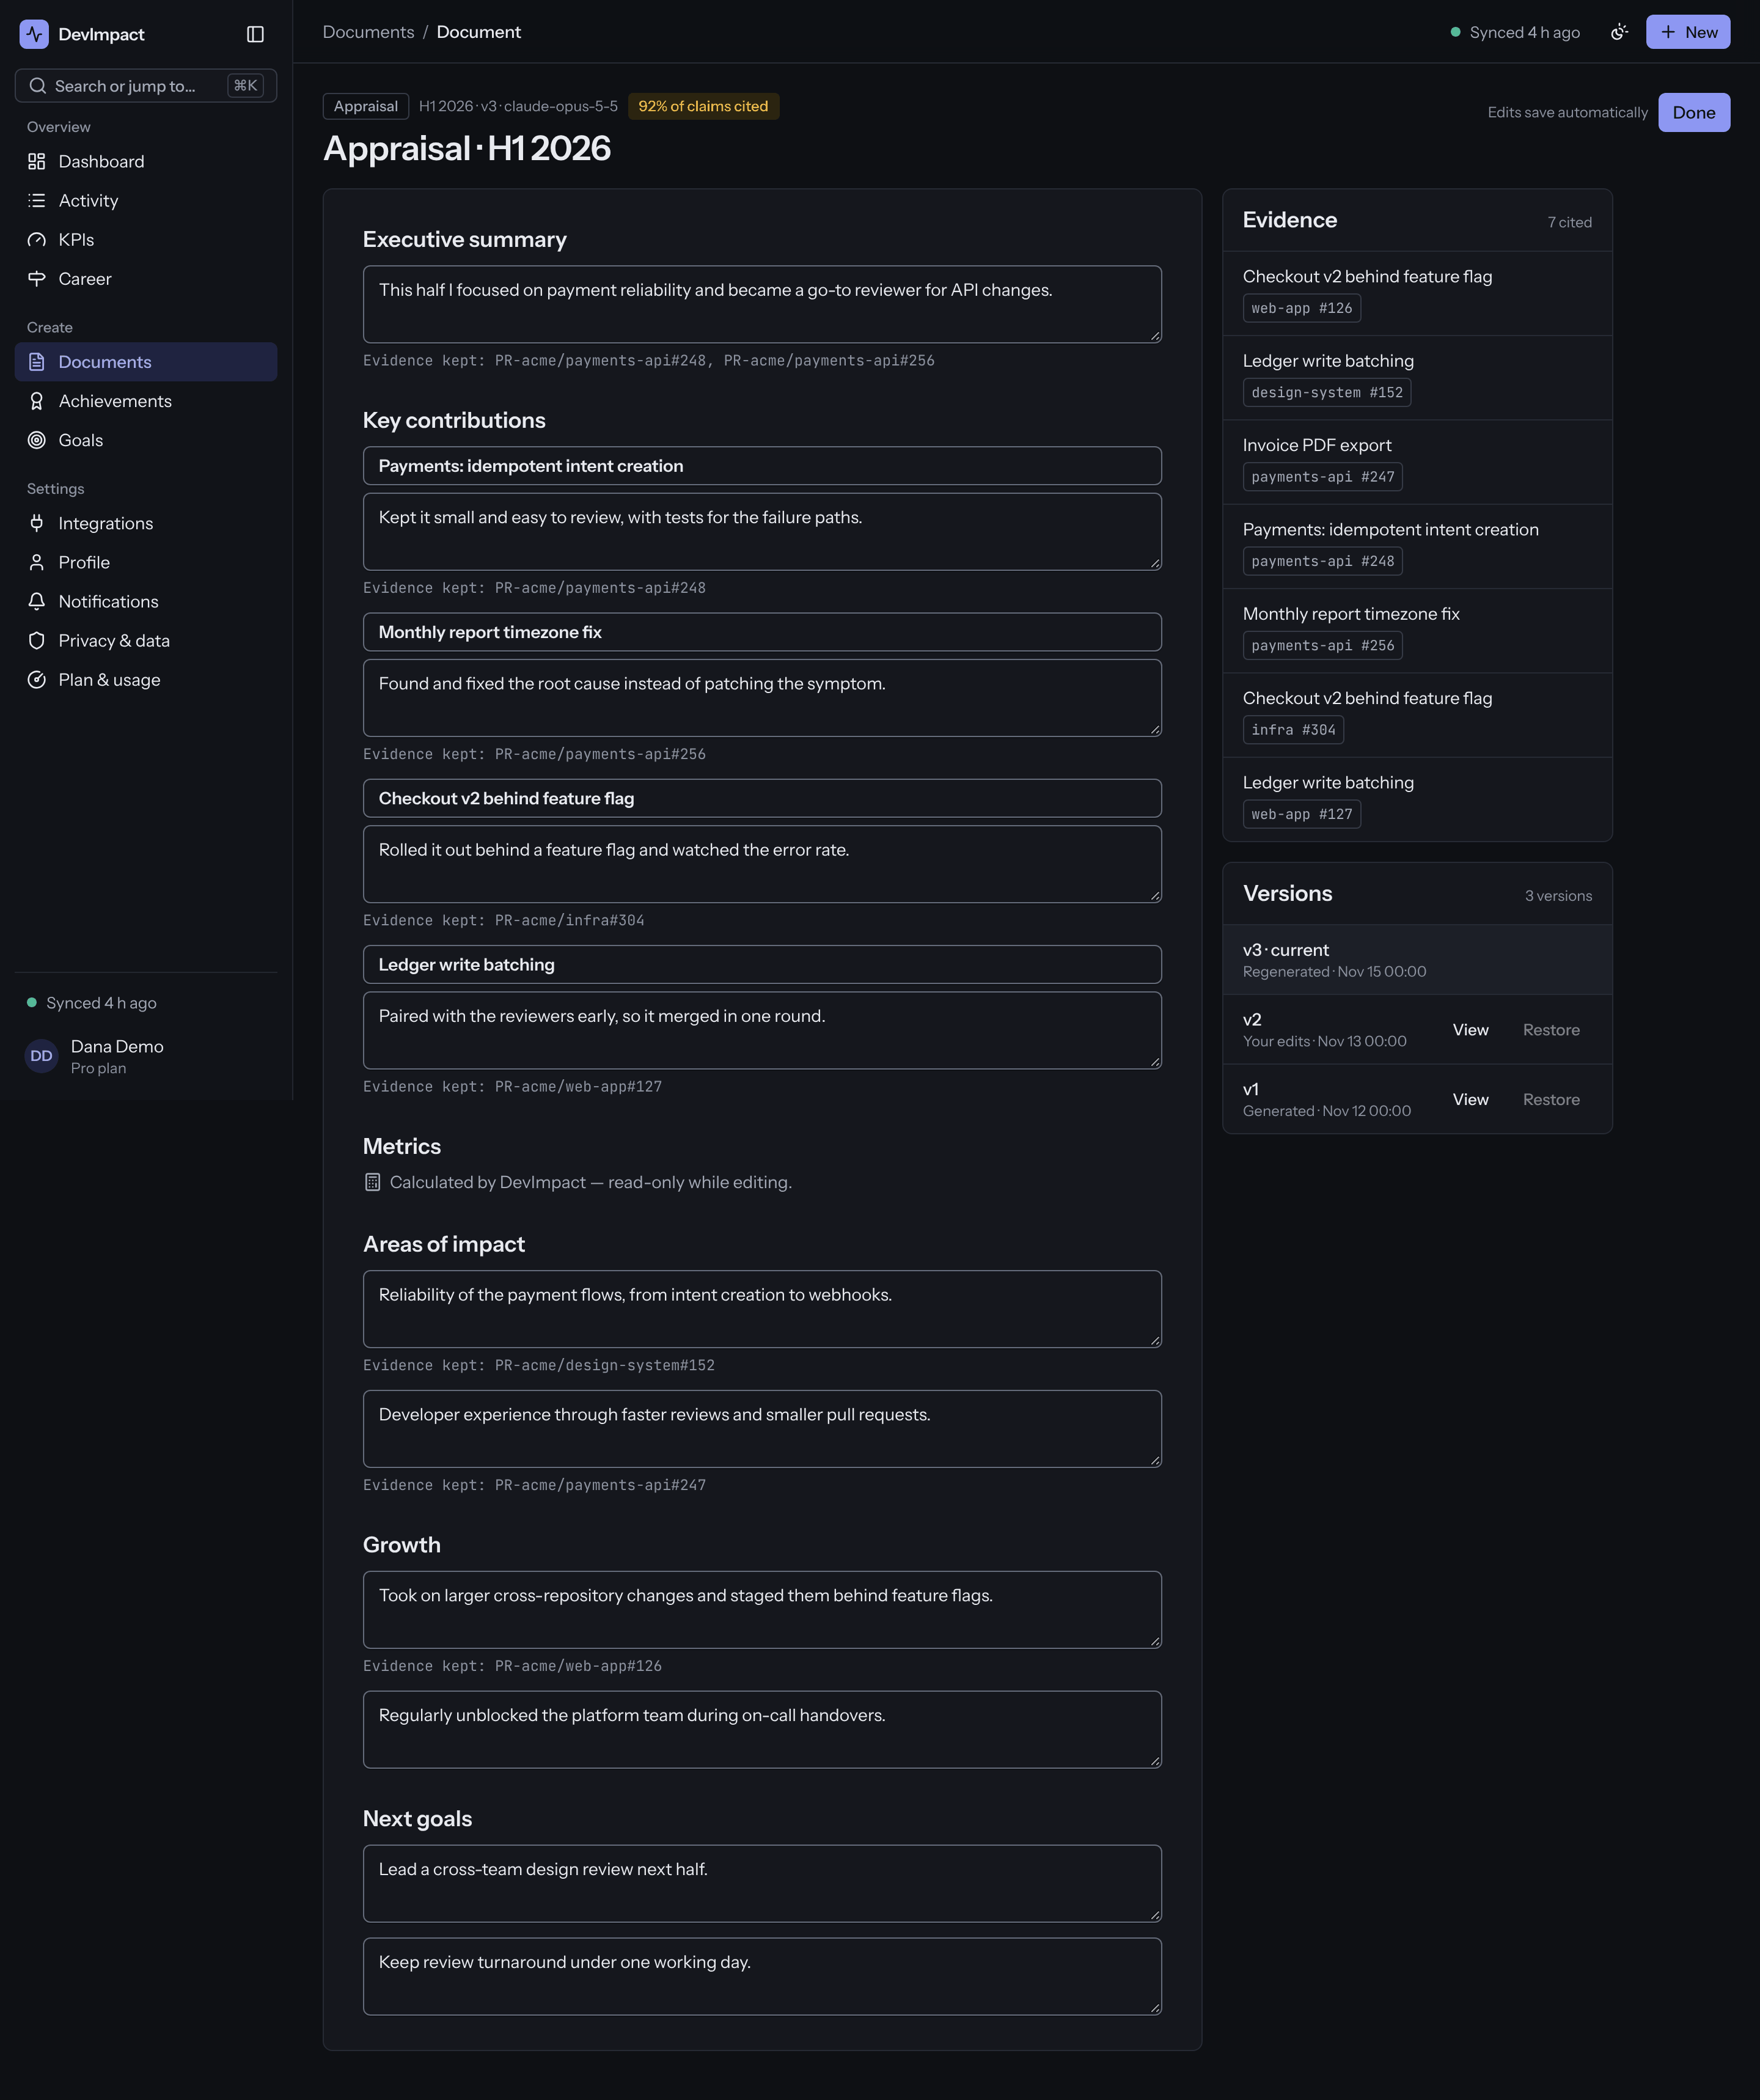 DevImpact
Search or jump to... ⌘K
Overview
Dashboard
Activity
KPIs
Career
Create
Documents
Achievements
Goals
Settings
Integrations
Profile
Notifications
Privacy & data
Plan & usage
Synced 4 h ago
DD
Dana Demo
Pro plan
Documents / Document
Synced 4 h ago
+ New
Appraisal H1 2026 · v3 · claude-opus-5-5 92% of claims cited
Appraisal · H1 2026
Edits save automatically
Done
Executive summary
This half I focused on payment reliability and became a go-to reviewer for API changes.
Evidence kept: PR-acme/payments-api#248, PR-acme/payments-api#256
Key contributions
Payments: idempotent intent creation
Kept it small and easy to review, with tests for the failure paths.
Evidence kept: PR-acme/payments-api#248
Monthly report timezone fix
Found and fixed the root cause instead of patching the symptom.
Evidence kept: PR-acme/payments-api#256
Checkout v2 behind feature flag
Rolled it out behind a feature flag and watched the error rate.
Evidence kept: PR-acme/infra#304
Ledger write batching
Paired with the reviewers early, so it merged in one round.
Evidence kept: PR-acme/web-app#127
Metrics
Calculated by DevImpact — read-only while editing.
Areas of impact
Reliability of the payment flows, from intent creation to webhooks.
Evidence kept: PR-acme/design-system#152
Developer experience through faster reviews and smaller pull requests.
Evidence kept: PR-acme/payments-api#247
Growth
Took on larger cross-repository changes and staged them behind feature flags.
Evidence kept: PR-acme/web-app#126
Regularly unblocked the platform team during on-call handovers.
Next goals
Lead a cross-team design review next half.
Keep review turnaround under one working day.
Evidence 7 cited
Checkout v2 behind feature flag
web-app #126
Ledger write batching
design-system #152
Invoice PDF export
payments-api #247
Payments: idempotent intent creation
payments-api #248
Monthly report timezone fix
payments-api #256
Checkout v2 behind feature flag
infra #304
Ledger write batching
web-app #127
Versions 3 versions
v3 · current
Regenerated · Nov 15 00:00
v2
Your edits · Nov 13 00:00
View Restore
v1
Generated · Nov 12 00:00
View Restore